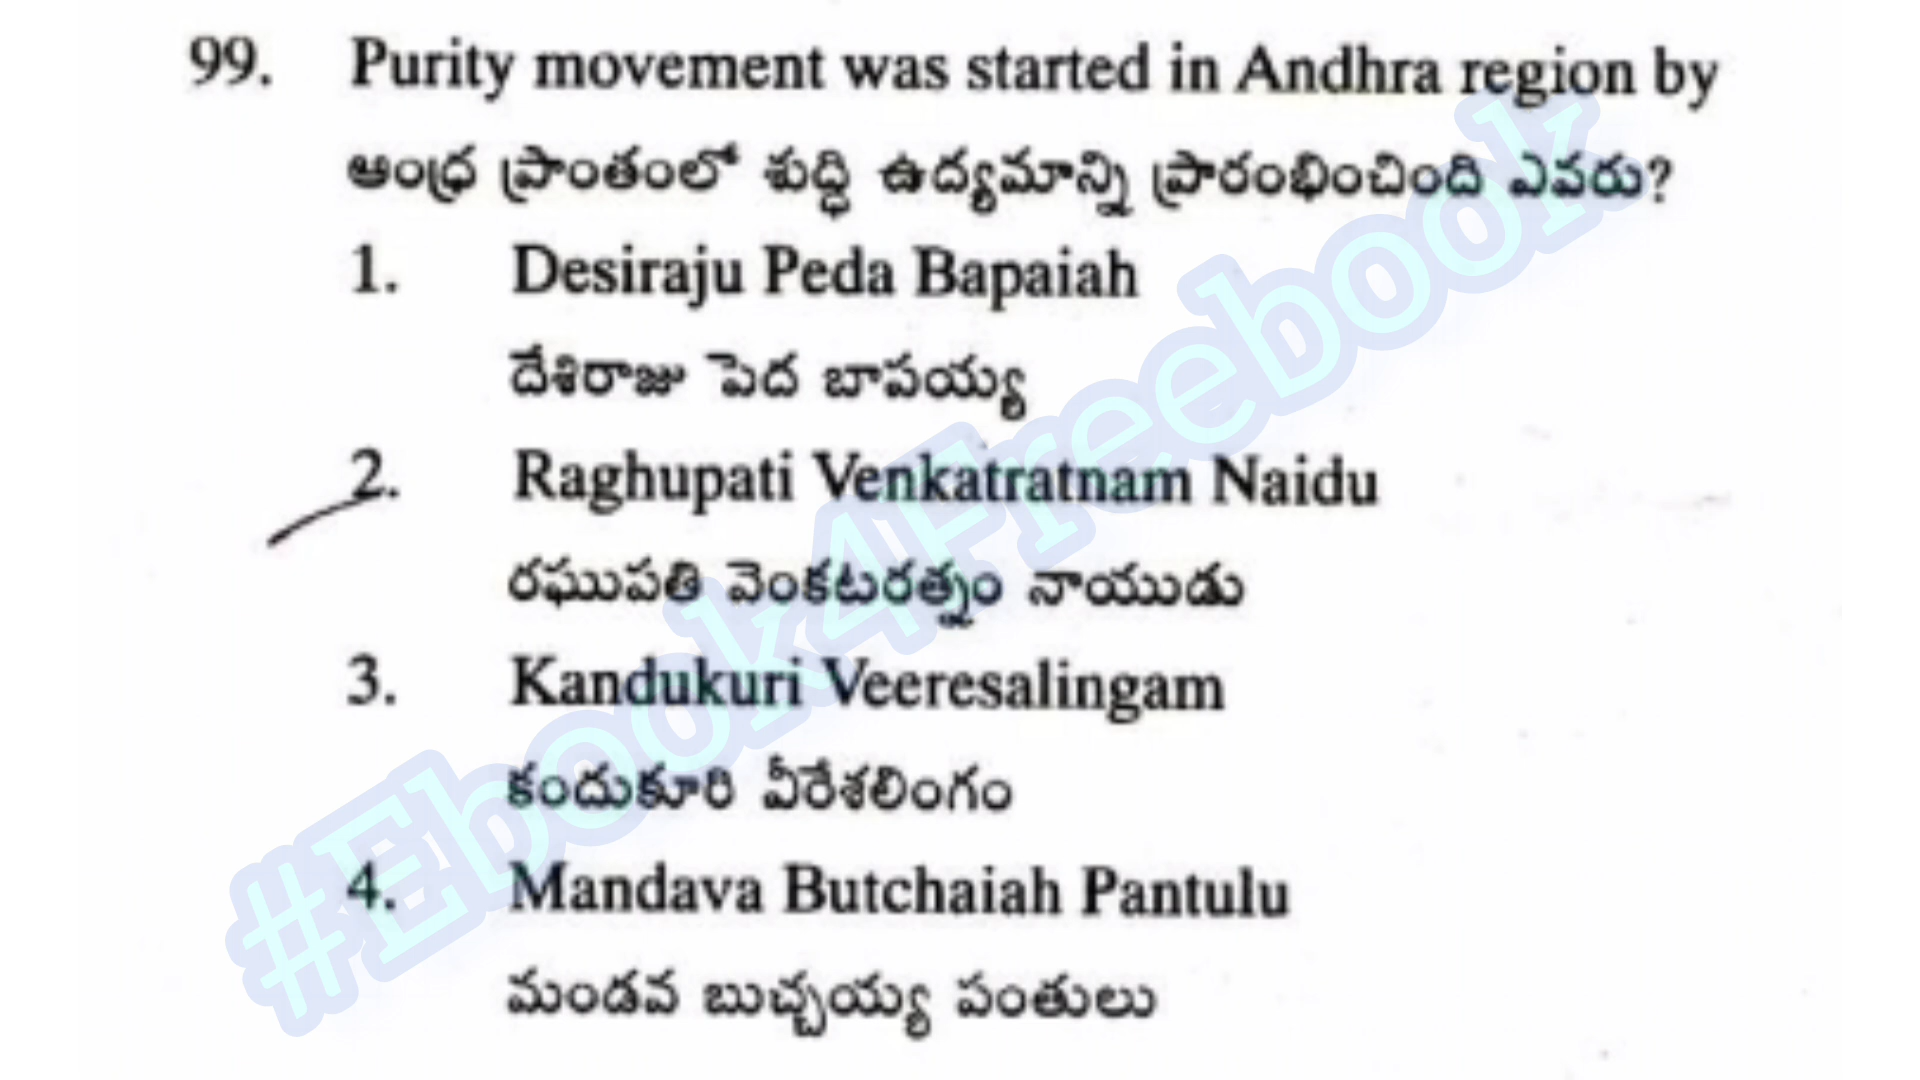 99. Purity movement was started in Andhra region by
ఆంధ్ర ప్రాంతంలో శుద్ధి ఉద్యమాన్ని ప్రారంభించింది ఎవరు?
1. Desiraju Peda Bapaiah
దేశిరాజు పెద బాపయ్య
2. Raghupati Venkatratnam Naidu
రఘుపతి వెంకటరత్నం నాయుడు
3. Kandukuri Veeresalingam
కందుకూరి వీరేశలింగం
4. Mandava Butchaiah Pantulu
మండవ బుచ్చయ్య పంతులు
#Ebook4Freebook